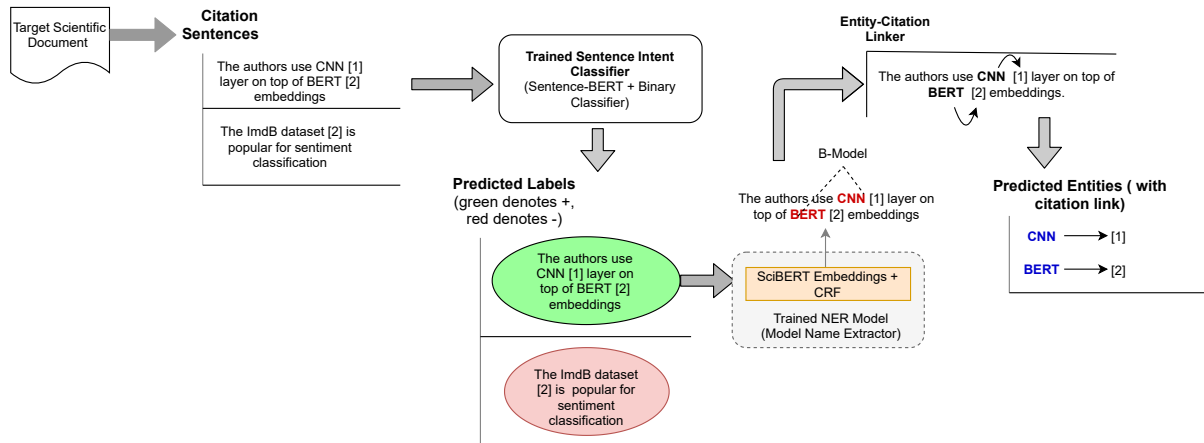 Target Scientific
Document
Citation
Sentences
The authors use CNN [1]
layer on top of BERT [2]
embeddings
The ImdB dataset [2] is
popular for sentiment
classification
Trained Sentence Intent
Classifier
(Sentence-BERT + Binary
Classifier)
Predicted Labels
(green denotes +,
red denotes -)
The authors use
CNN [1] layer on
top of BERT [2]
embeddings
The ImdB dataset
[2] is popular for
sentiment
classification
B-Model
The authors use CNN [1] layer on
top of BERT [2] embeddings
SciBERT Embeddings +
CRF
Trained NER Model
(Model Name Extractor)
Entity-Citation
Linker
The authors use CNN [1] layer on top of
BERT [2] embeddings.
Predicted Entities ( with
citation link)
CNN [1]
BERT [2]